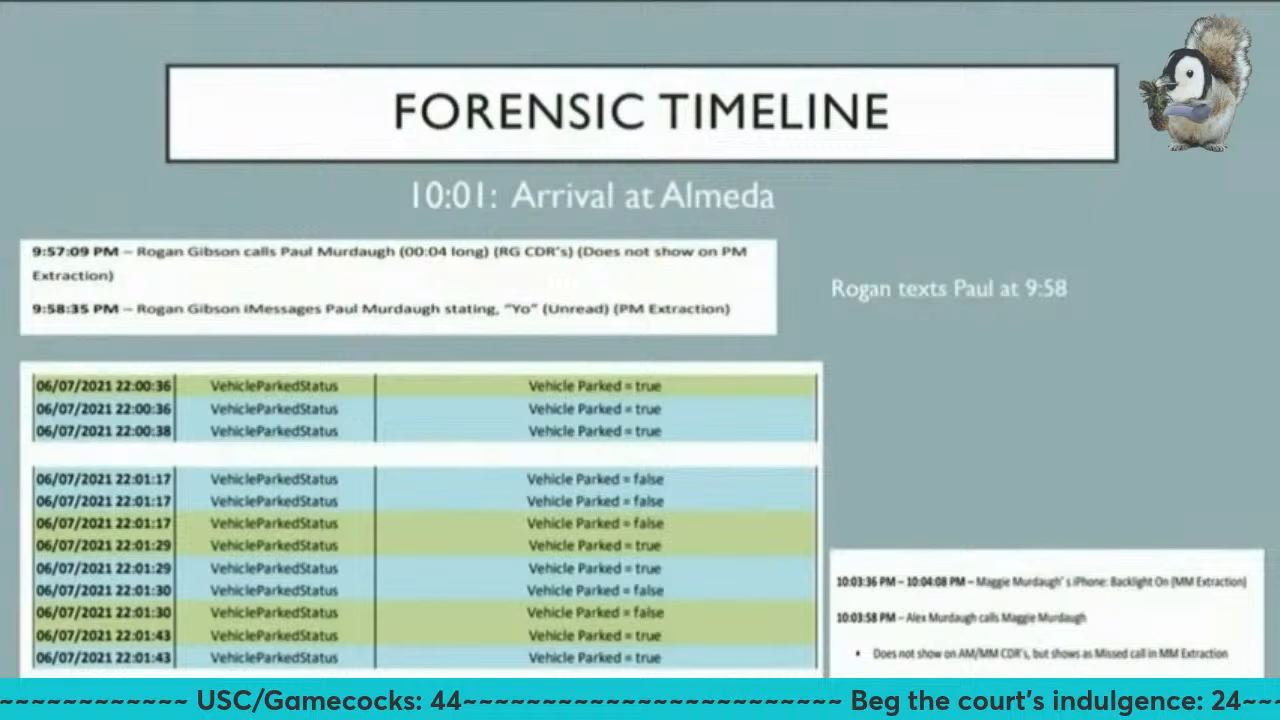 FORENSIC TIMELINE
10:01: Arrival at Almeda
9:57:09 PM – Rogan Gibson calls Paul Murdaugh (00:04 long) (RG CDR's) (Does not show on PM
Extraction)
9:58:35 PM – Rogan Gibson iMessages Paul Murdaugh stating, "Yo" (Unread) (PM Extraction)
Rogan texts Paul at 9:58
06/07/2021 22:00:36 VehicleParkedStatus Vehicle Parked = true
06/07/2021 22:00:36 VehicleParkedStatus Vehicle Parked = true
06/07/2021 22:00:38 VehicleParkedStatus Vehicle Parked = true
06/07/2021 22:01:17 VehicleParkedStatus Vehicle Parked = false
06/07/2021 22:01:17 VehicleParkedStatus Vehicle Parked = false
06/07/2021 22:01:17 VehicleParkedStatus Vehicle Parked = false
06/07/2021 22:01:29 VehicleParkedStatus Vehicle Parked = true
06/07/2021 22:01:29 VehicleParkedStatus Vehicle Parked = true
06/07/2021 22:01:30 VehicleParkedStatus Vehicle Parked = false
06/07/2021 22:01:30 VehicleParkedStatus Vehicle Parked = false
06/07/2021 22:01:43 VehicleParkedStatus Vehicle Parked = true
06/07/2021 22:01:43 VehicleParkedStatus Vehicle Parked = true
10:03:36 PM – 10:04:08 PM – Maggie Murdaugh' s iPhone: Backlight On (MM Extraction)
10:03:58 PM – Alex Murdaugh calls Maggie Murdaugh
• Does not show on AM/MM CDR's, but shows as Missed call in MM Extraction
~~~~~~~~~~~~ USC/Gamecocks: 44~~~~~~~~~~~~~~~~~~~~~~~ Beg the court's indulgence: 24~~~